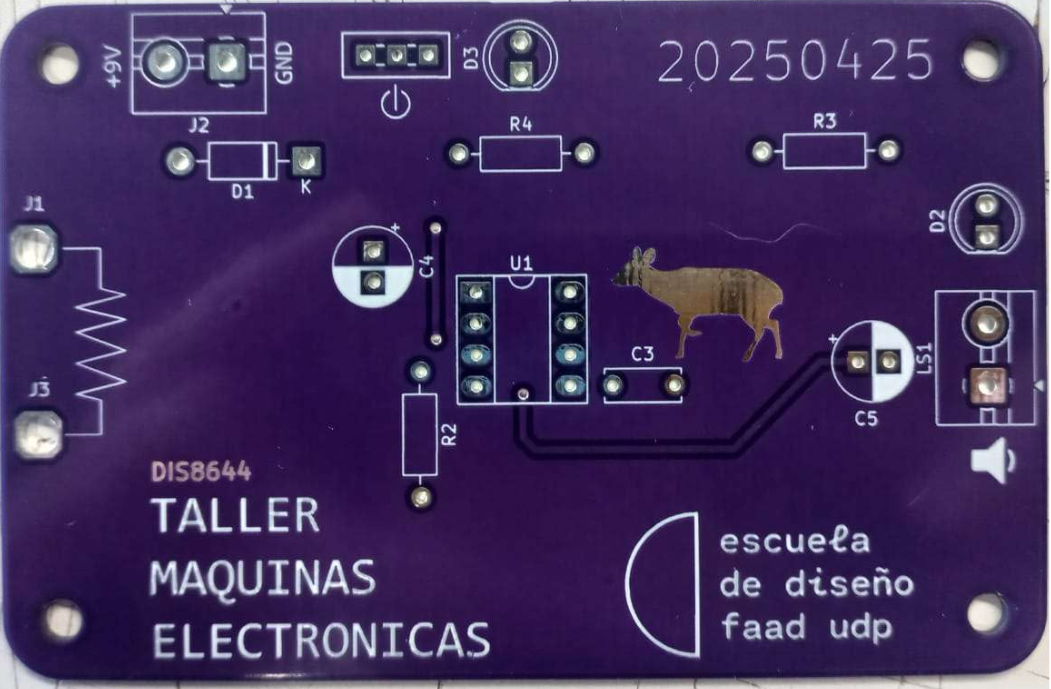 +9V
GND
J2
D3
20250425
R4
R3
D1
K
J1
D2
+
C4
U1
C3
+
LS1
J3
R2
C5
DIS8644
TALLER
MAQUINAS
ELECTRONICAS
escuela
de diseño
faad udp